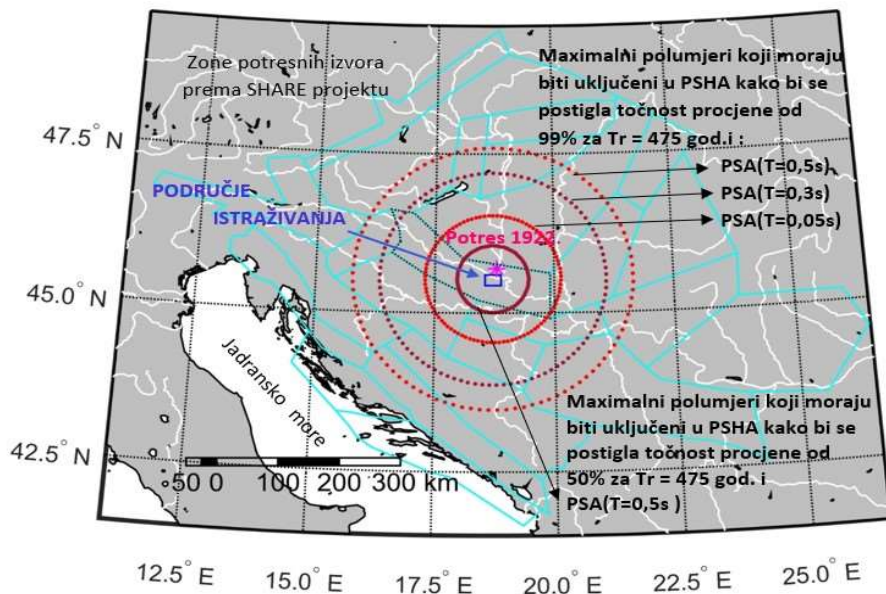 Zone potresnih izvora
prema SHARE projektu
Maximalni polumjeri koji moraju
biti uključeni u PSHA kako bi se
postigla točnost procjene od
99% za Tr = 475 god.i :
PSA(T=0,5s)
PSA(T=0,3s)
PSA(T=0,05s)
PODRUČJE
ISTRAŽIVANJA
Potres 1922
Jadransko more
Maximalni polumjeri koji moraju
biti uključeni u PSHA kako bi se
postigla točnost procjene od
50% za Tr = 475 god. i
PSA(T=0,5s )
47.5° N
45.0° N
42.5° N
50 0 100 200 300 km
12.5° E 15.0° E 17.5° E 20.0° E 22.5° E 25.0° E